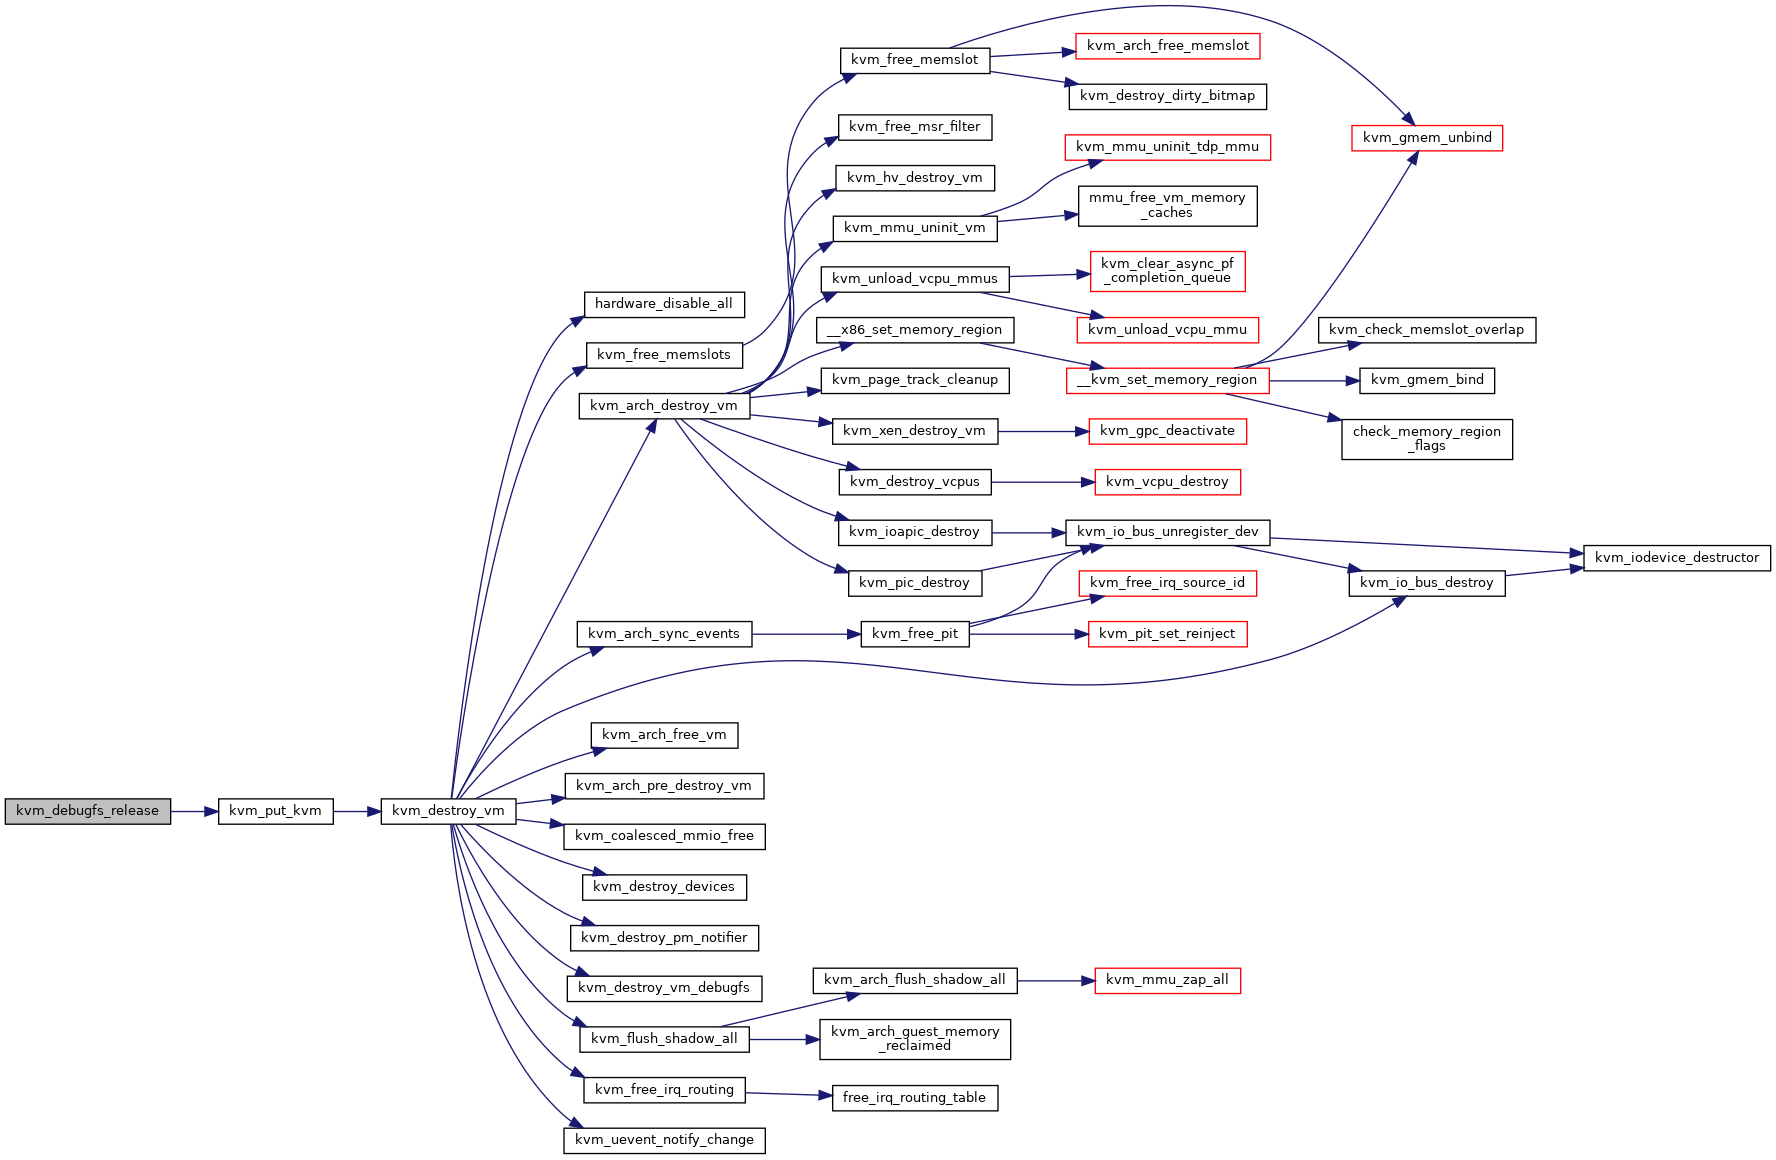 kvm_debugfs_release
kvm_put_kvm
kvm_destroy_vm
hardware_disable_all
kvm_free_memslots
kvm_arch_destroy_vm
kvm_arch_sync_events
kvm_arch_free_vm
kvm_arch_pre_destroy_vm
kvm_coalesced_mmio_free
kvm_destroy_devices
kvm_destroy_pm_notifier
kvm_destroy_vm_debugfs
kvm_flush_shadow_all
kvm_free_irq_routing
kvm_uevent_notify_change
kvm_free_memslot
kvm_free_msr_filter
kvm_hv_destroy_vm
kvm_mmu_uninit_vm
kvm_unload_vcpu_mmus
__x86_set_memory_region
kvm_page_track_cleanup
kvm_xen_destroy_vm
kvm_destroy_vcpus
kvm_ioapic_destroy
kvm_pic_destroy
kvm_free_pit
kvm_arch_flush_shadow_all
kvm_arch_guest_memory
_reclaimed
free_irq_routing_table
kvm_arch_free_memslot
kvm_destroy_dirty_bitmap
kvm_mmu_uninit_tdp_mmu
mmu_free_vm_memory
_caches
kvm_clear_async_pf
_completion_queue
kvm_unload_vcpu_mmu
__kvm_set_memory_region
kvm_gpc_deactivate
kvm_vcpu_destroy
kvm_io_bus_unregister_dev
kvm_free_irq_source_id
kvm_pit_set_reinject
kvm_mmu_zap_all
kvm_gmem_unbind
kvm_check_memslot_overlap
kvm_gmem_bind
check_memory_region
_flags
kvm_io_bus_destroy
kvm_iodevice_destructor